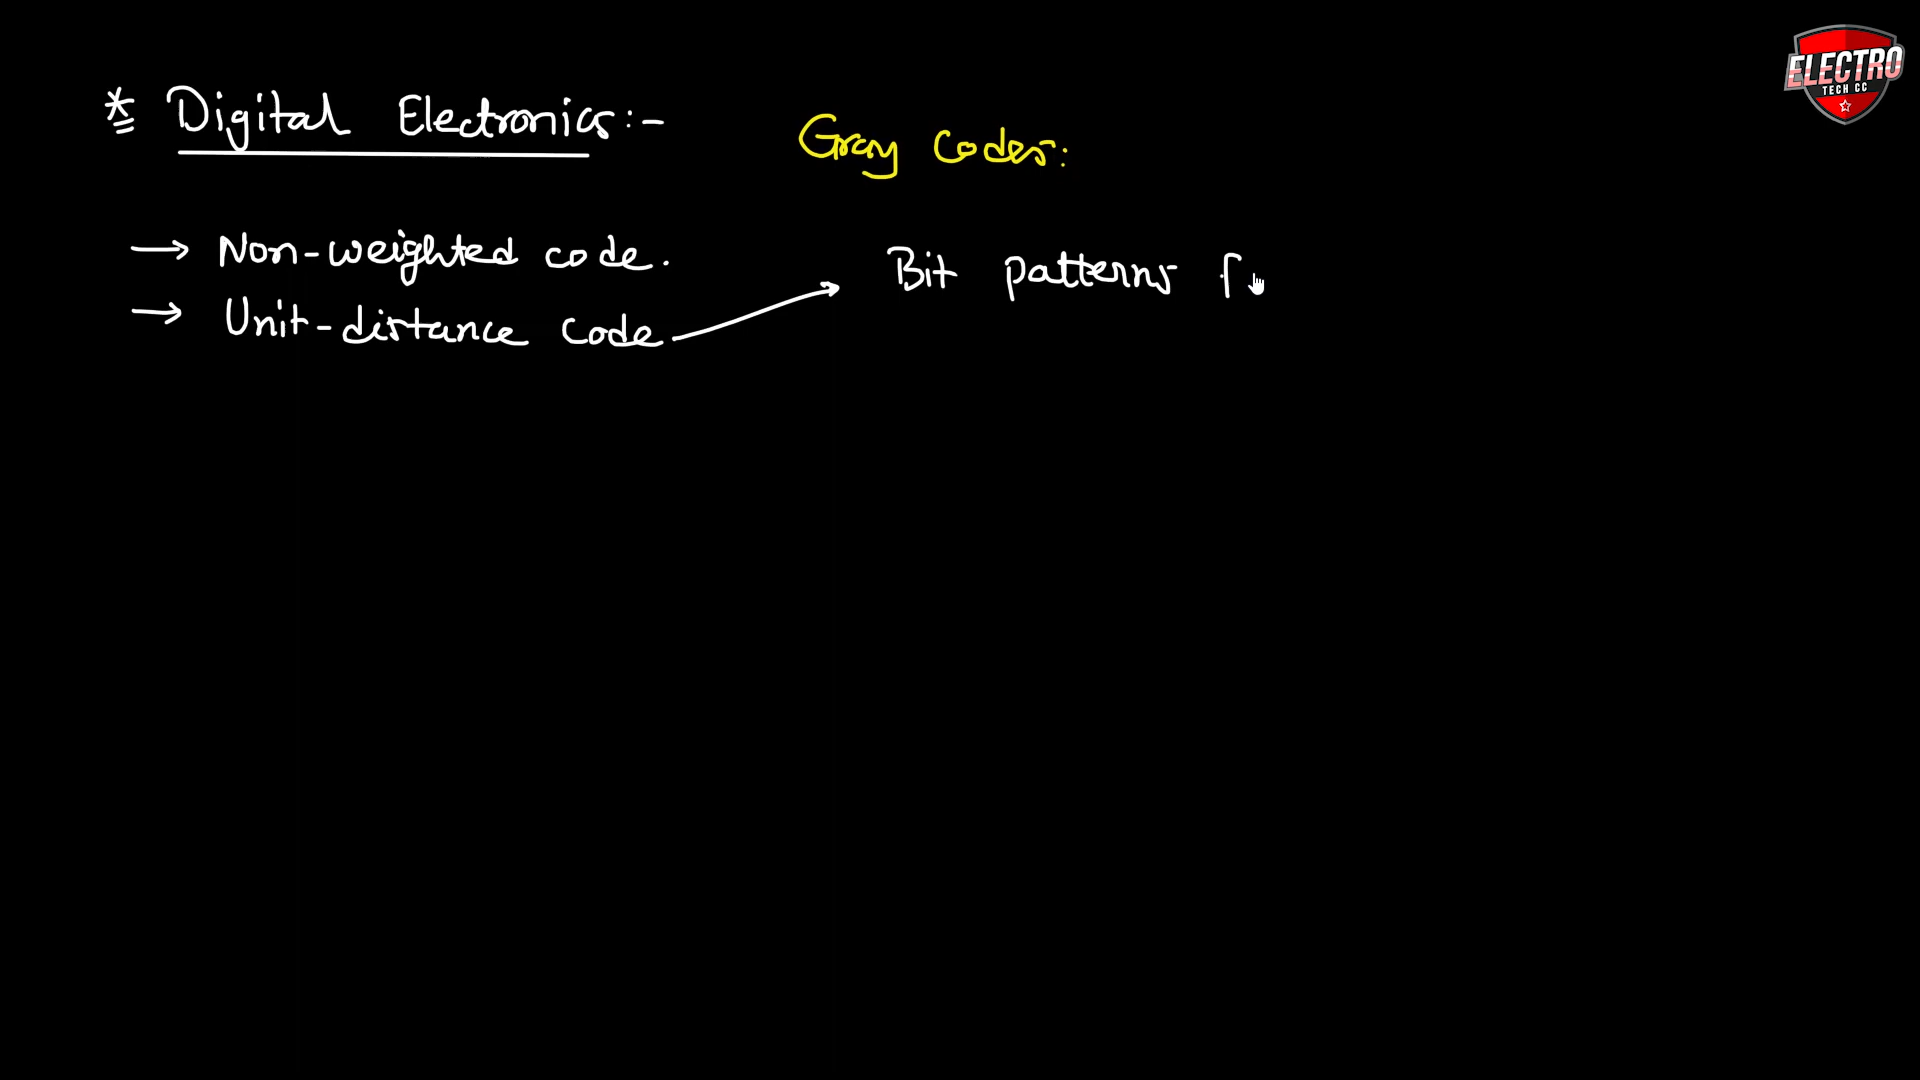 * Digital Electronics:-
Gray Codes:
→ Non-weighted code.
→ Unit-distance code → Bit patterns f
ELECTRO
TECH CC